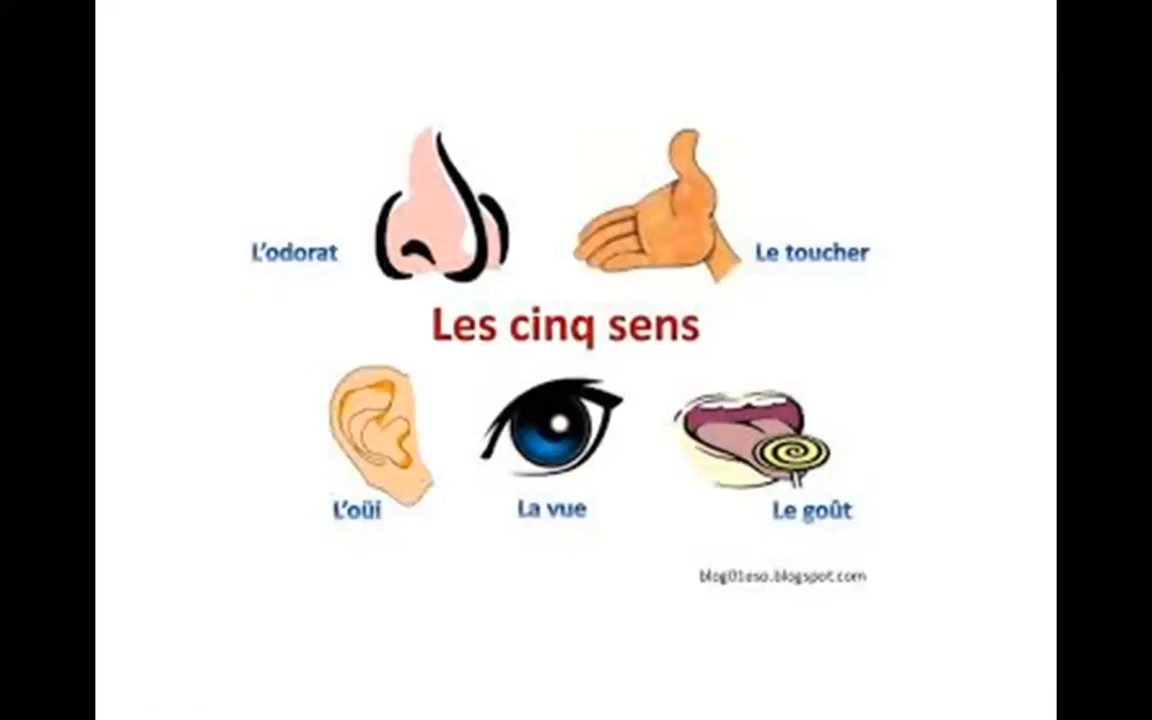 L'odorat
Le toucher
Les cinq sens
L'oüi
La vue
Le goût
blog01eso.blogspot.com